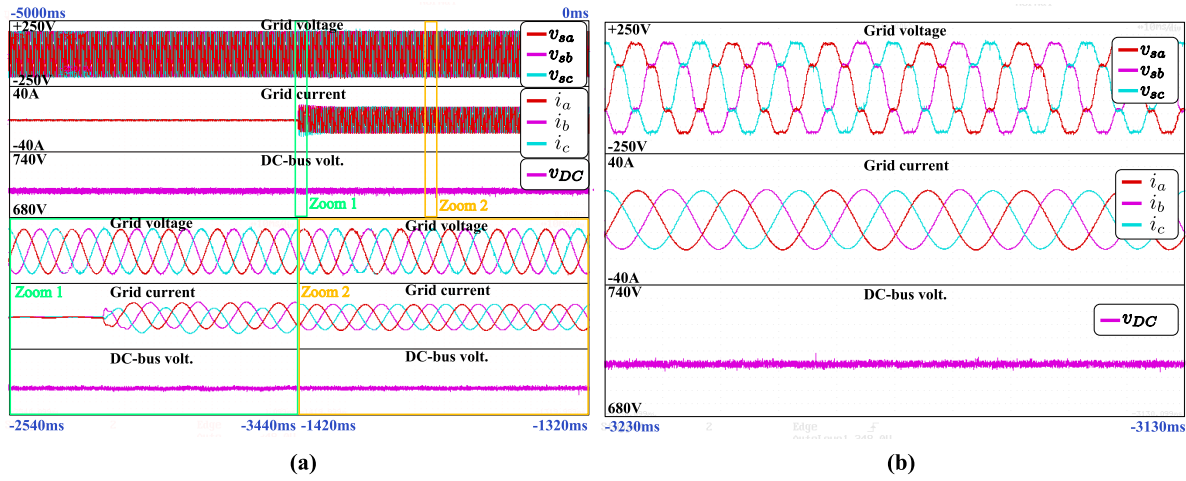 -5000ms 0ms
+250V Grid voltage
-250V
vsa
vsb
vsc
40A Grid current
-40A
ia
ib
ic
740V DC-bus volt.
680V
vDC
Zoom 1 Zoom 2
Grid voltage Grid voltage
Zoom 1 Grid current Zoom 2 Grid current
DC-bus volt. DC-bus volt.
-2540ms -3440ms -1420ms -1320ms
(a)
+250V Grid voltage
-250V
vsa
vsb
vsc
40A Grid current
-40A
ia
ib
ic
740V DC-bus volt.
680V
vDC
-3230ms 2 Edge -3130ms
(b)